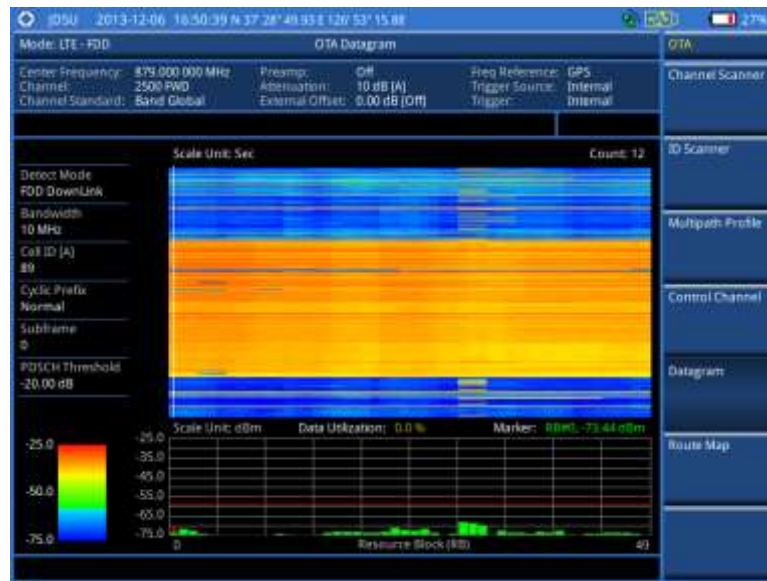 JDSU 2013-12-06 16:50:39 N 37° 28' 49.93 E 126° 53' 15.88 27%
Mode: LTE - FDD OTA Datagram OTA
Center Frequency: 879.000 000 MHz Preamp: Off Freq Reference: GPS
Channel: 2500 FWD Attenuation: 10 dB [A] Trigger Source: Internal
Channel Standard: Band Global External Offset: 0.00 dB [Off] Trigger: Internal
Channel Scanner
ID Scanner
Multipath Profile
Control Channel
Datagram
Route Map
Scale Unit: Sec Count: 12
Detect Mode
FDD DownLink
Bandwidth
10 MHz
Cell ID [A]
89
Cyclic Prefix
Normal
Subframe
0
PDSCH Threshold
-20.00 dB
Scale Unit: dBm Data Utilization: 0.0 % Marker: RB#0, -73.44 dBm
-25.0
-50.0
-75.0
-25.0
-35.0
-45.0
-55.0
-65.0
-75.0
0 Resource Block (RB) 49